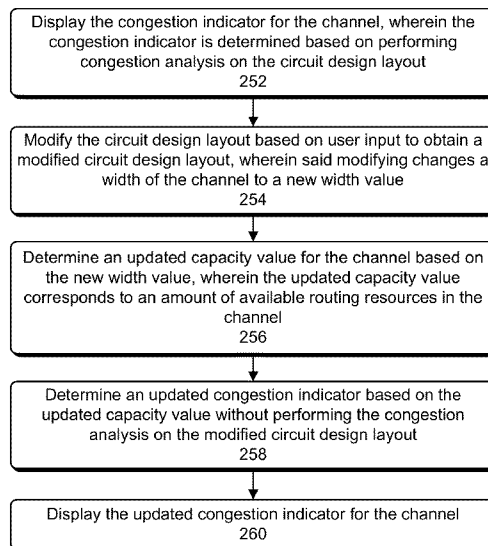 Display the congestion indicator for the channel, wherein the
congestion indicator is determined based on performing
congestion analysis on the circuit design layout
252
Modify the circuit design layout based on user input to obtain a
modified circuit design layout, wherein said modifying changes a
width of the channel to a new width value
254
Determine an updated capacity value for the channel based on
the new width value, wherein the updated capacity value
corresponds to an amount of available routing resources in the
channel
256
Determine an updated congestion indicator based on the
updated capacity value without performing the congestion
analysis on the modified circuit design layout
258
Display the updated congestion indicator for the channel
260